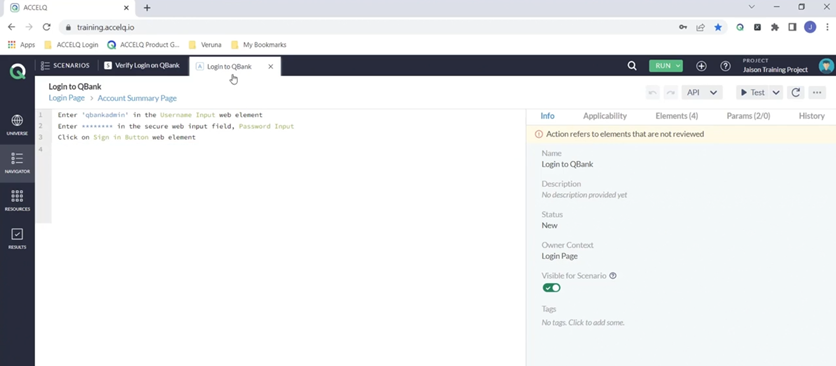 ACCELQ
training.accelq.io
Apps ACCELQ Login ACCELQ Product G... Veruna My Bookmarks
SCENARIOS Verify Login on QBank Login to QBank RUN PROJECT
Jaison Training Project
Login to QBank
Login Page > Account Summary Page
API Test
UNIVERSE
NAVIGATOR
RESOURCES
RESULTS
1 Enter 'qbankadmin' in the Username Input web element
2 Enter ******** in the secure web input field, Password Input
3 Click on Sign in Button web element
4
Info Applicability Elements (4) Params (2/0) History
Action refers to elements that are not reviewed
Name
Login to QBank
Description
No description provided yet
Status
New
Owner Context
Login Page
Visible for Scenario
Tags
No tags. Click to add some.